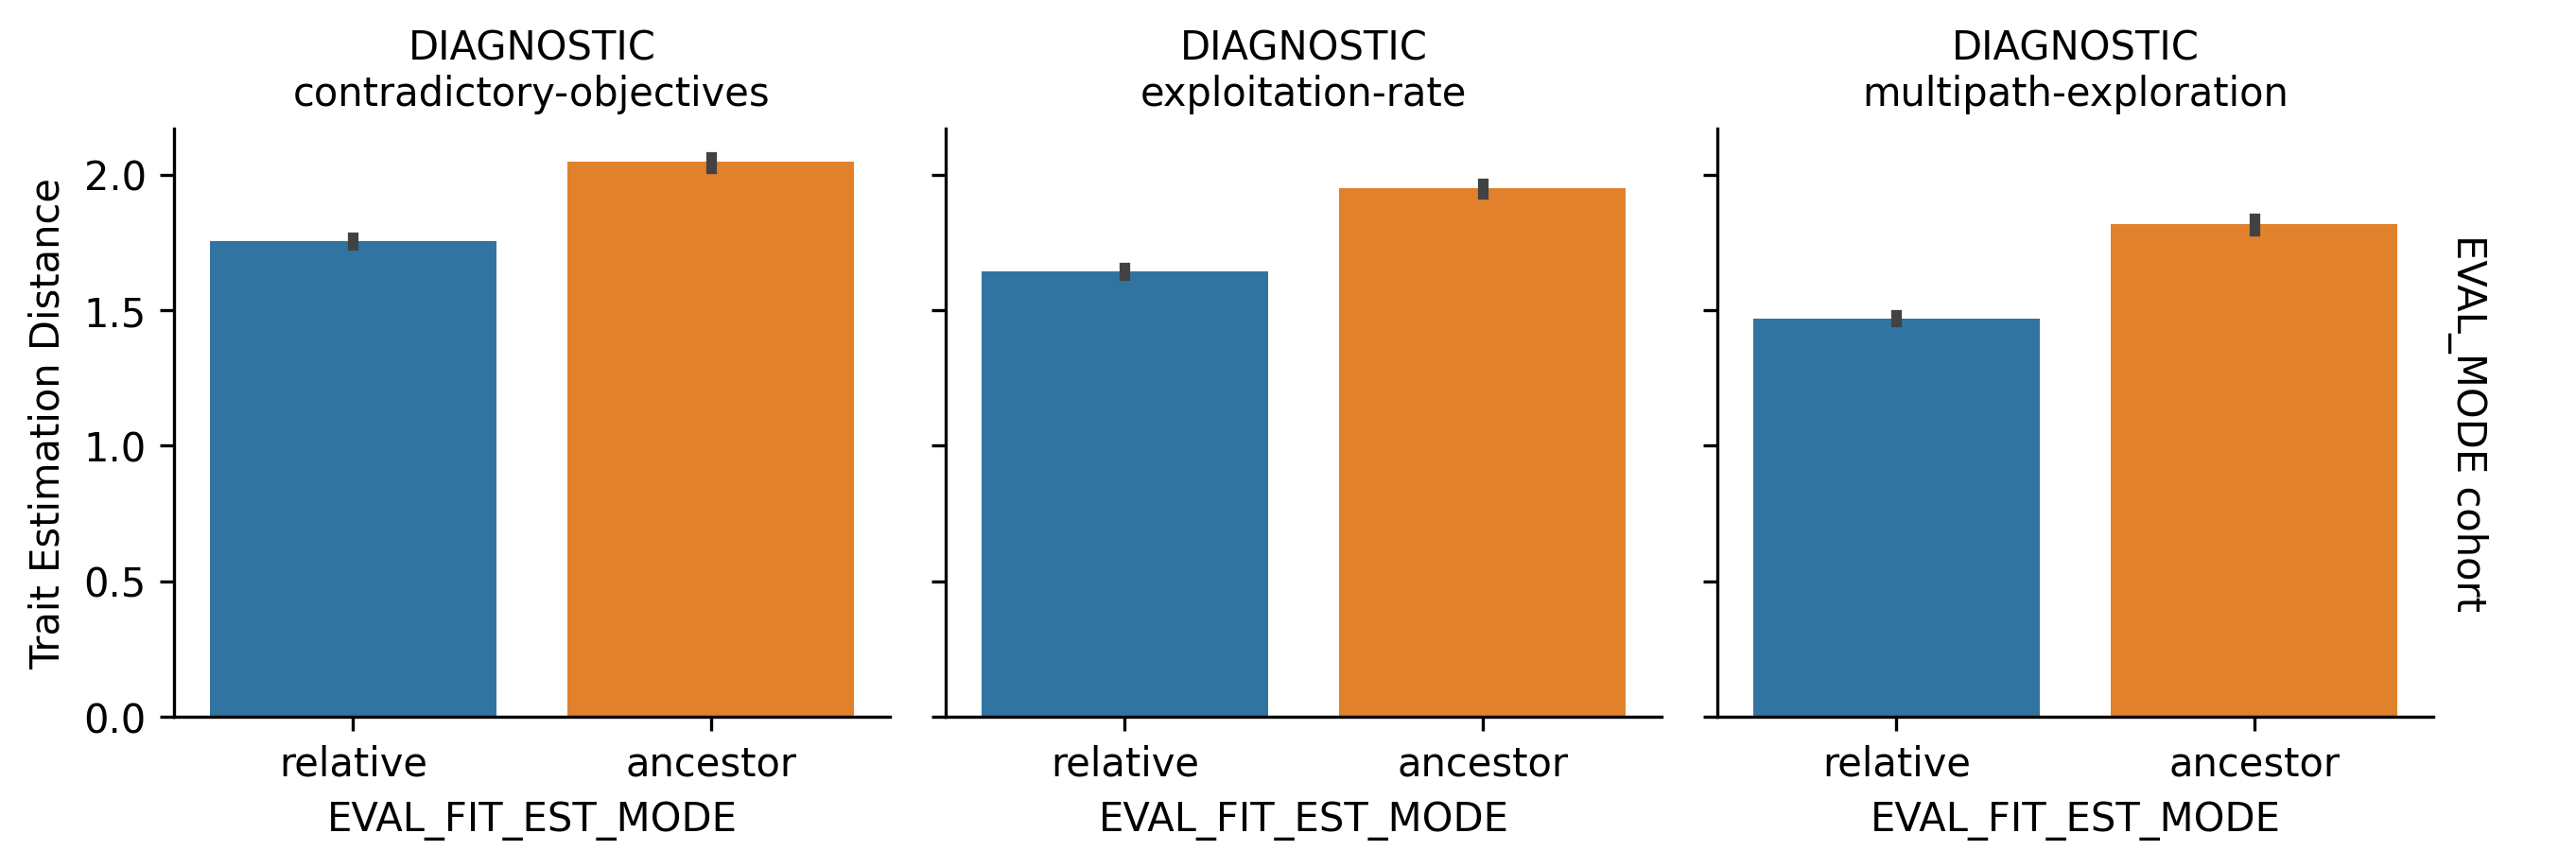 DIAGNOSTIC
contradictory-objectives
DIAGNOSTIC
exploitation-rate
DIAGNOSTIC
multipath-exploration
Trait Estimation Distance
2.0
1.5
1.0
0.5
0.0
relative
ancestor
EVAL_FIT_EST_MODE
relative
ancestor
EVAL_FIT_EST_MODE
relative
ancestor
EVAL_FIT_EST_MODE
EVAL_MODE cohort